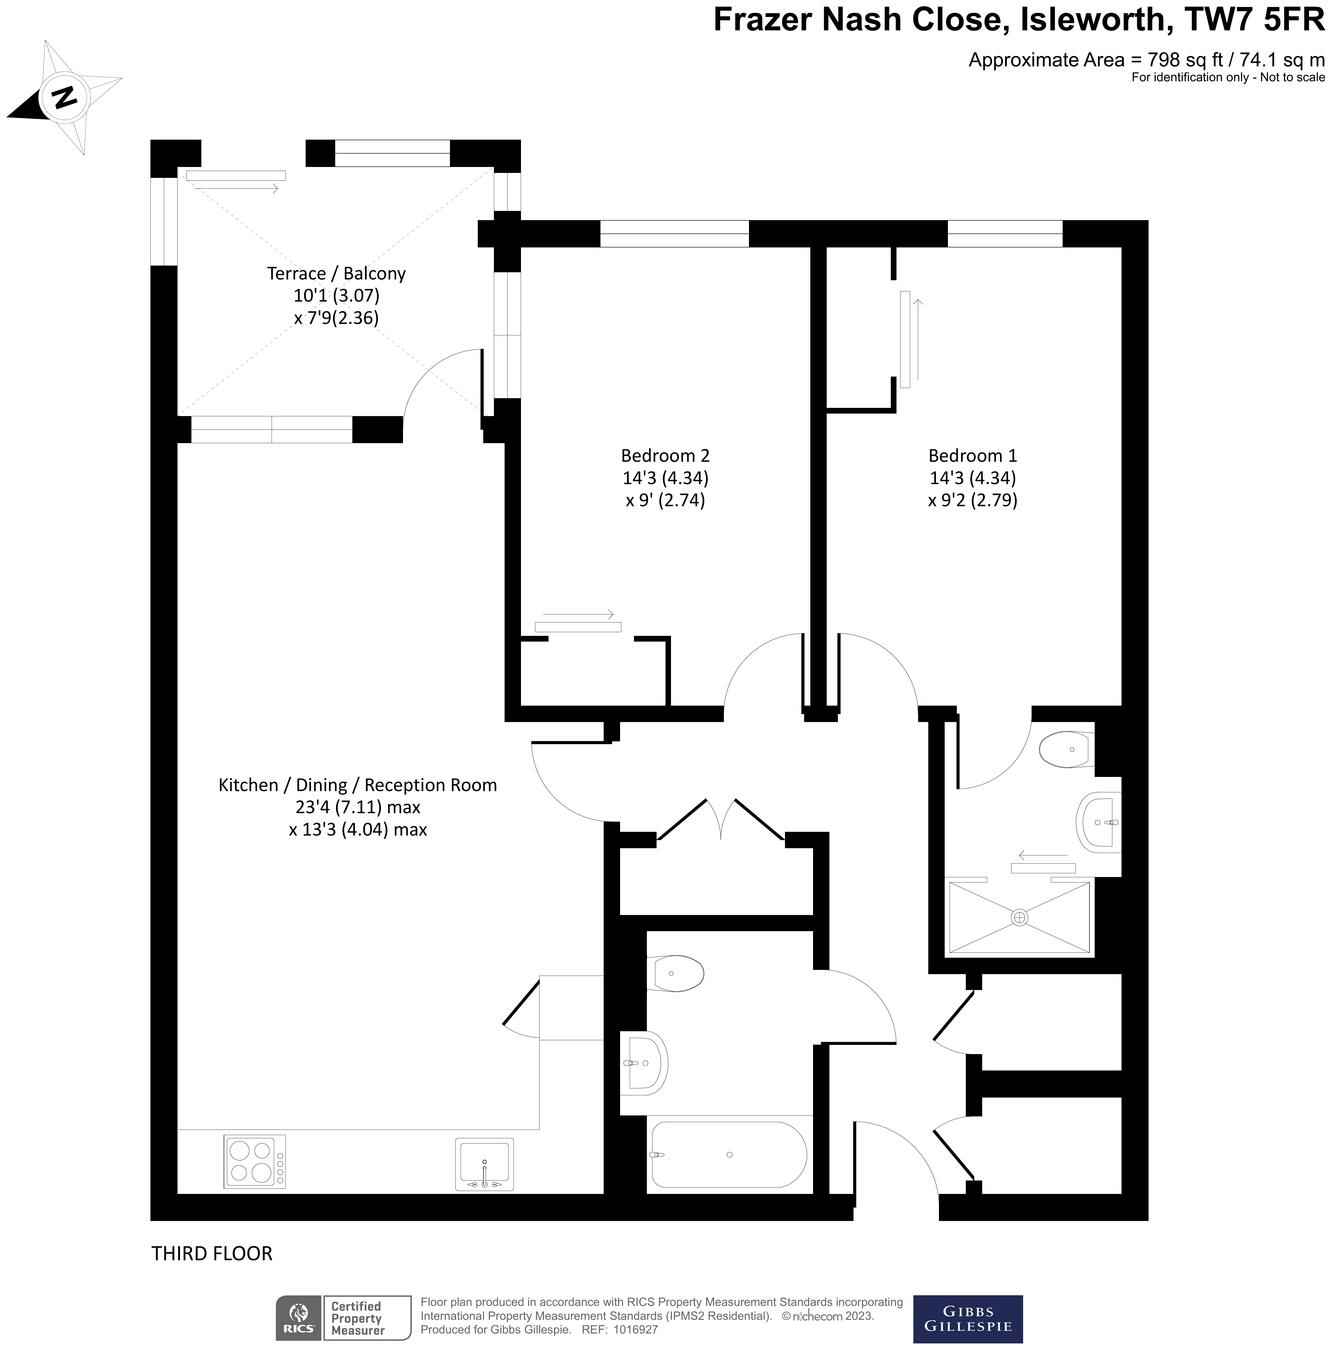 Frazer Nash Close, Isleworth, TW7 5FR
Approximate Area = 798 sq ft / 74.1 sq m
For identification only - Not to scale
N
Terrace / Balcony
10'1 (3.07)
x 7'9(2.36)
Bedroom 2
14'3 (4.34)
x 9' (2.74)
Bedroom 1
14'3 (4.34)
x 9'2 (2.79)
Kitchen / Dining / Reception Room
23'4 (7.11) max
x 13'3 (4.04) max
THIRD FLOOR
RICS
Certified
Property
Measurer
Floor plan produced in accordance with RICS Property Measurement Standards incorporating
International Property Measurement Standards (IPMS2 Residential). © nichecom 2023.
Produced for Gibbs Gillespie. REF: 1016927
GIBBS
GILLESPIE